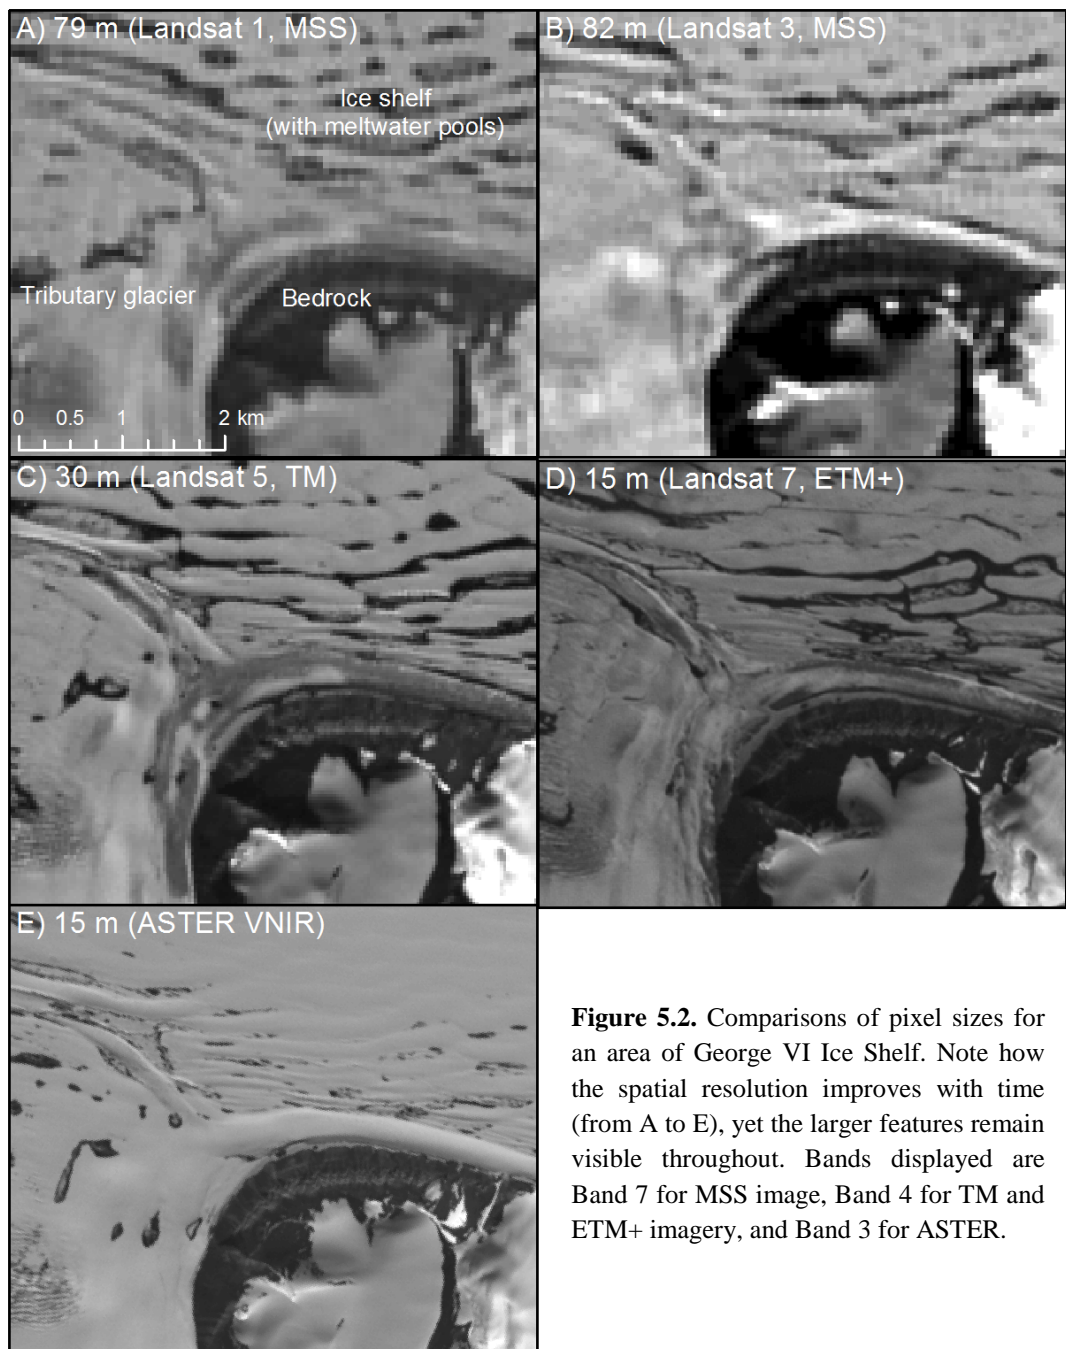 A) 79 m (Landsat 1, MSS)
Ice shelf
(with meltwater pools)
Tributary glacier
Bedrock
0 0.5 1 2 km
B) 82 m (Landsat 3, MSS)
C) 30 m (Landsat 5, TM)
D) 15 m (Landsat 7, ETM+)
E) 15 m (ASTER VNIR)
Figure 5.2. Comparisons of pixel sizes for
an area of George VI Ice Shelf. Note how
the spatial resolution improves with time
(from A to E), yet the larger features remain
visible throughout. Bands displayed are
Band 7 for MSS image, Band 4 for TM and
ETM+ imagery, and Band 3 for ASTER.